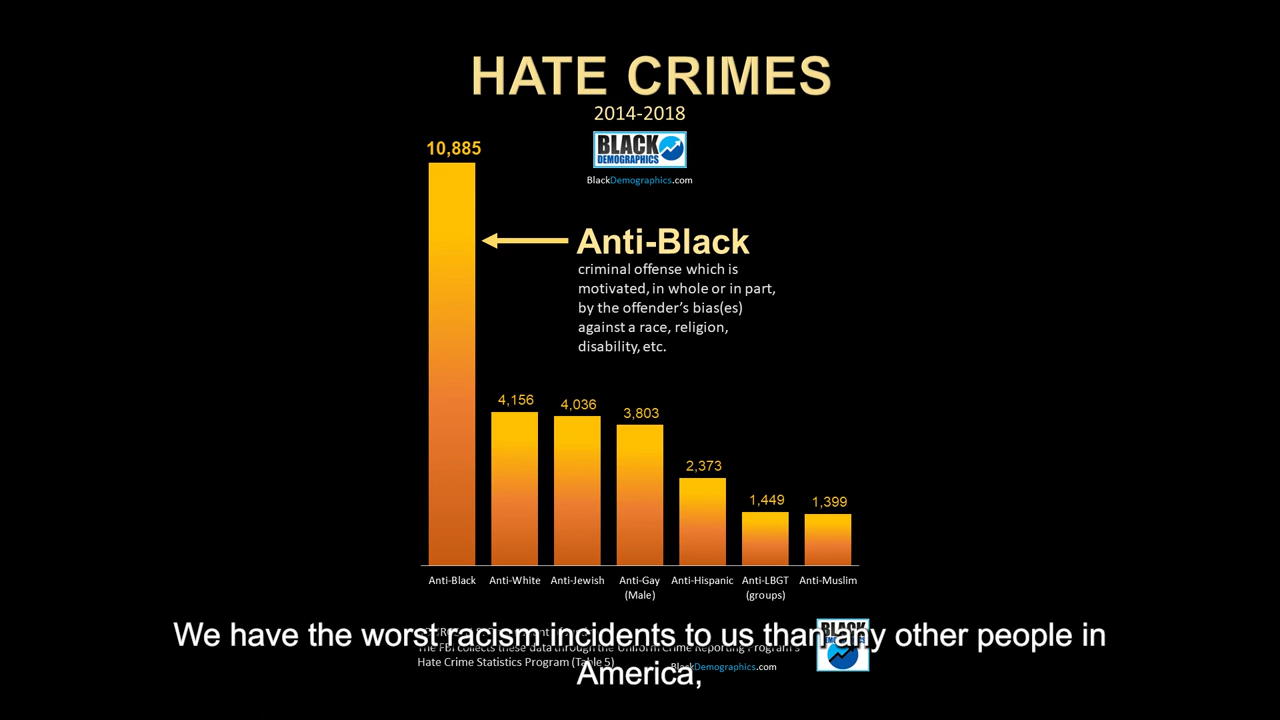 HATE CRIMES
2014-2018
BLACK
DEMOGRAPHICS
BlackDemographics.com
10,885
Anti-Black
criminal offense which is
motivated, in whole or in part,
by the offender's bias(es)
against a race, religion,
disability, etc.
4,156
4,036
3,803
2,373
1,449
1,399
Anti-Black
Anti-White
Anti-Jewish
Anti-Gay
(Male)
Anti-Hispanic
Anti-LBGT
(groups)
Anti-Muslim
The FBI collects these data through the Uniform Crime Reporting Program's
Hate Crime Statistics Program (Table 5)
BlackDemographics.com
BLACK
We have the worst racism incidents to us than any other people in
America,